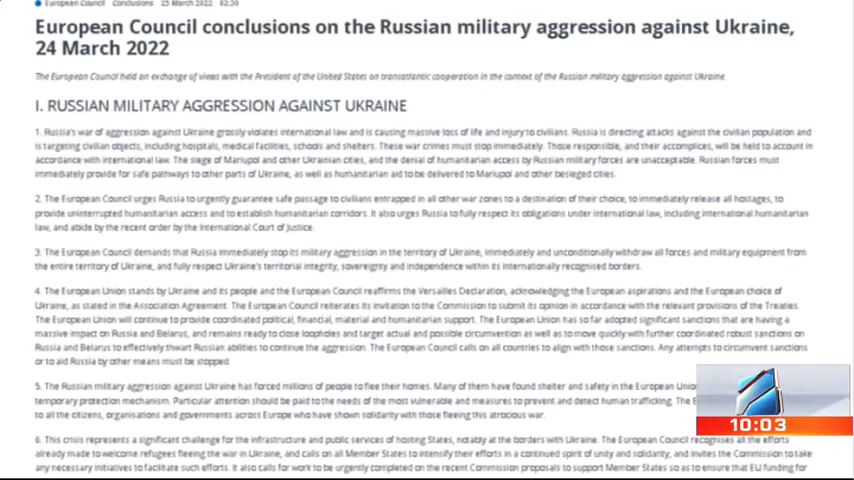 European Council Conclusions 25 March 2022 02:30
European Council conclusions on the Russian military aggression against Ukraine,
24 March 2022
The European Council held an exchange of views with the President of the United States on transatlantic cooperation in the context of the Russian military aggression against Ukraine.
I. RUSSIAN MILITARY AGGRESSION AGAINST UKRAINE
1. Russia's war of aggression against Ukraine grossly violates international law and is causing massive loss of life and injury to civilians. Russia is directing attacks against the civilian population and
is targeting civilian objects, including hospitals, medical facilities, schools and shelters. These war crimes must stop immediately. Those responsible, and their accomplices, will be held to account in
accordance with international law. The siege of Mariupol and other Ukrainian cities, and the denial of humanitarian access by Russian military forces are unacceptable. Russian forces must
immediately provide for safe pathways to other parts of Ukraine, as well as humanitarian aid to be delivered to Mariupol and other besieged cities.
2. The European Council urges Russia to urgently guarantee safe passage to civilians entrapped in all other war zones to a destination of their choice, to immediately release all hostages, to
provide uninterrupted humanitarian access and to establish humanitarian corridors. It also urges Russia to fully respect its obligations under international law, including international humanitarian
law, and abide by the recent order by the International Court of Justice.
3. The European Council demands that Russia immediately stop its military aggression in the territory of Ukraine, immediately and unconditionally withdraw all forces and military equipment from
the entire territory of Ukraine, and fully respect Ukraine's territorial integrity, sovereignty and independence within its internationally recognised borders.
4. The European Union stands by Ukraine and its people and the European Council reaffirms the Versailles Declaration, acknowledging the European aspirations and the European choice of
Ukraine, as stated in the Association Agreement. The European Council reiterates its invitation to the Commission to submit its opinion in accordance with the relevant provisions of the Treaties.
The European Union will continue to provide coordinated political, financial, material and humanitarian support. The European Union has so far adopted significant sanctions that are having a
massive impact on Russia and Belarus, and remains ready to close loopholes and target actual and possible circumvention as well as to move quickly with further coordinated robust sanctions on
Russia and Belarus to effectively thwart Russian abilities to continue the aggression. The European Council calls on all countries to align with those sanctions. Any attempts to circumvent sanctions
or to aid Russia by other means must be stopped.
5. The Russian military aggression against Ukraine has forced millions of people to flee their homes. Many of them have found shelter and safety in the European Unio
temporary protection mechanism. Particular attention should be paid to the needs of the most vulnerable and measures to prevent and detect human trafficking. The E
to all the citizens, organisations and governments across Europe who have shown solidarity with those fleeing this atrocious war.
10:03
6. This crisis represents a significant challenge for the infrastructure and public services of hosting States, notably at the borders with Ukraine. The European Council recognises all the efforts
already made to welcome refugees fleeing the war in Ukraine, and calls on all Member States to intensify their efforts in a continued spirit of unity and solidarity, and invites the Commission to take
any necessary initiatives to facilitate such efforts. It also calls for work to be urgently completed on the recent Commission proposals to support Member States so as to ensure that EU funding for